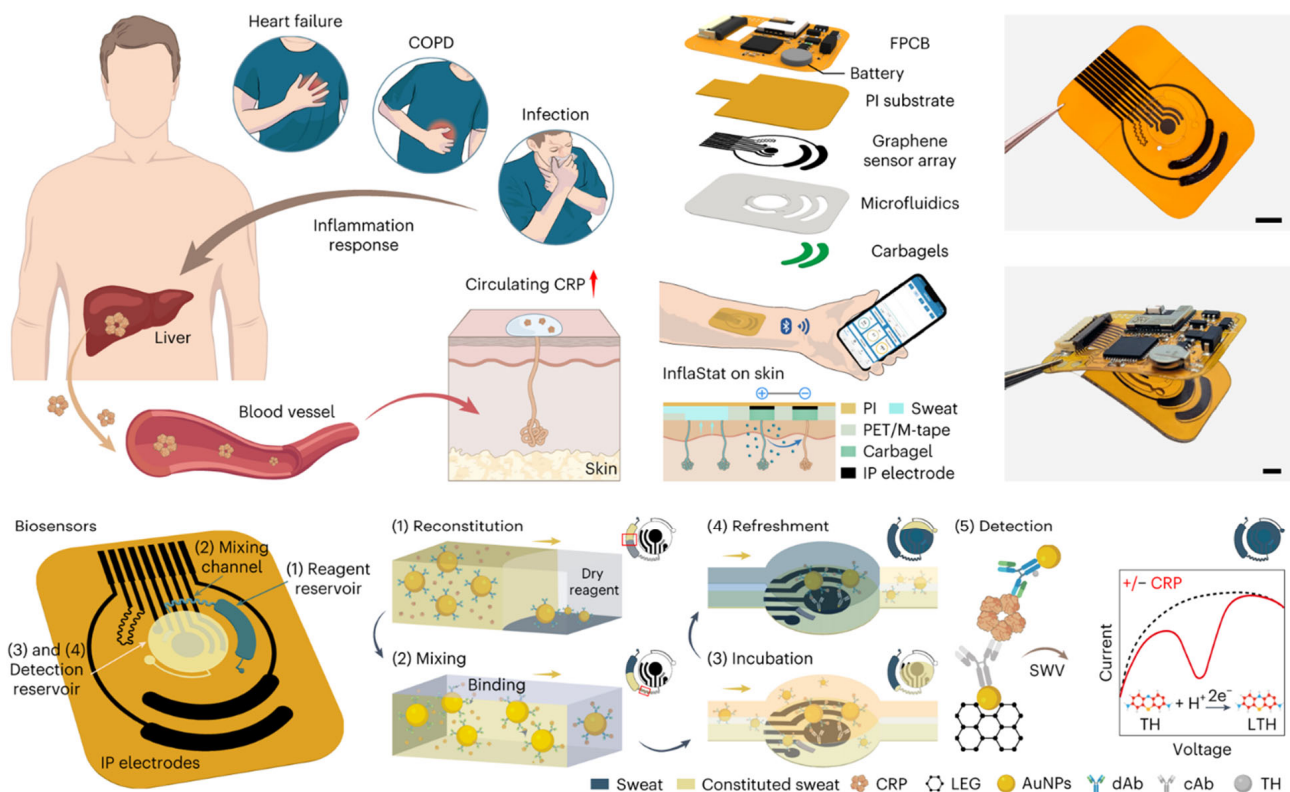 Heart failure
COPD
Infection
Inflammation
response
Liver
Circulating CRP
Blood vessel
Skin
FPCB
Battery
PI substrate
Graphene
sensor array
Microfluidics
Carbagels
InflaStat on skin
PI
Sweat
PET/M-tape
Carbagel
IP electrode
Biosensors
(2) Mixing
channel
(1) Reagent
reservoir
(3) and (4)
Detection
reservoir
IP electrodes
(1) Reconstitution
Dry
reagent
(2) Mixing
Binding
(4) Refreshment
(3) Incubation
(5) Detection
SWV
+/− CRP
Current
TH + H⁺ 2e⁻ LTH
Voltage
Sweat
Constituted sweat
CRP
LEG
AuNPs
dAb
cAb
TH